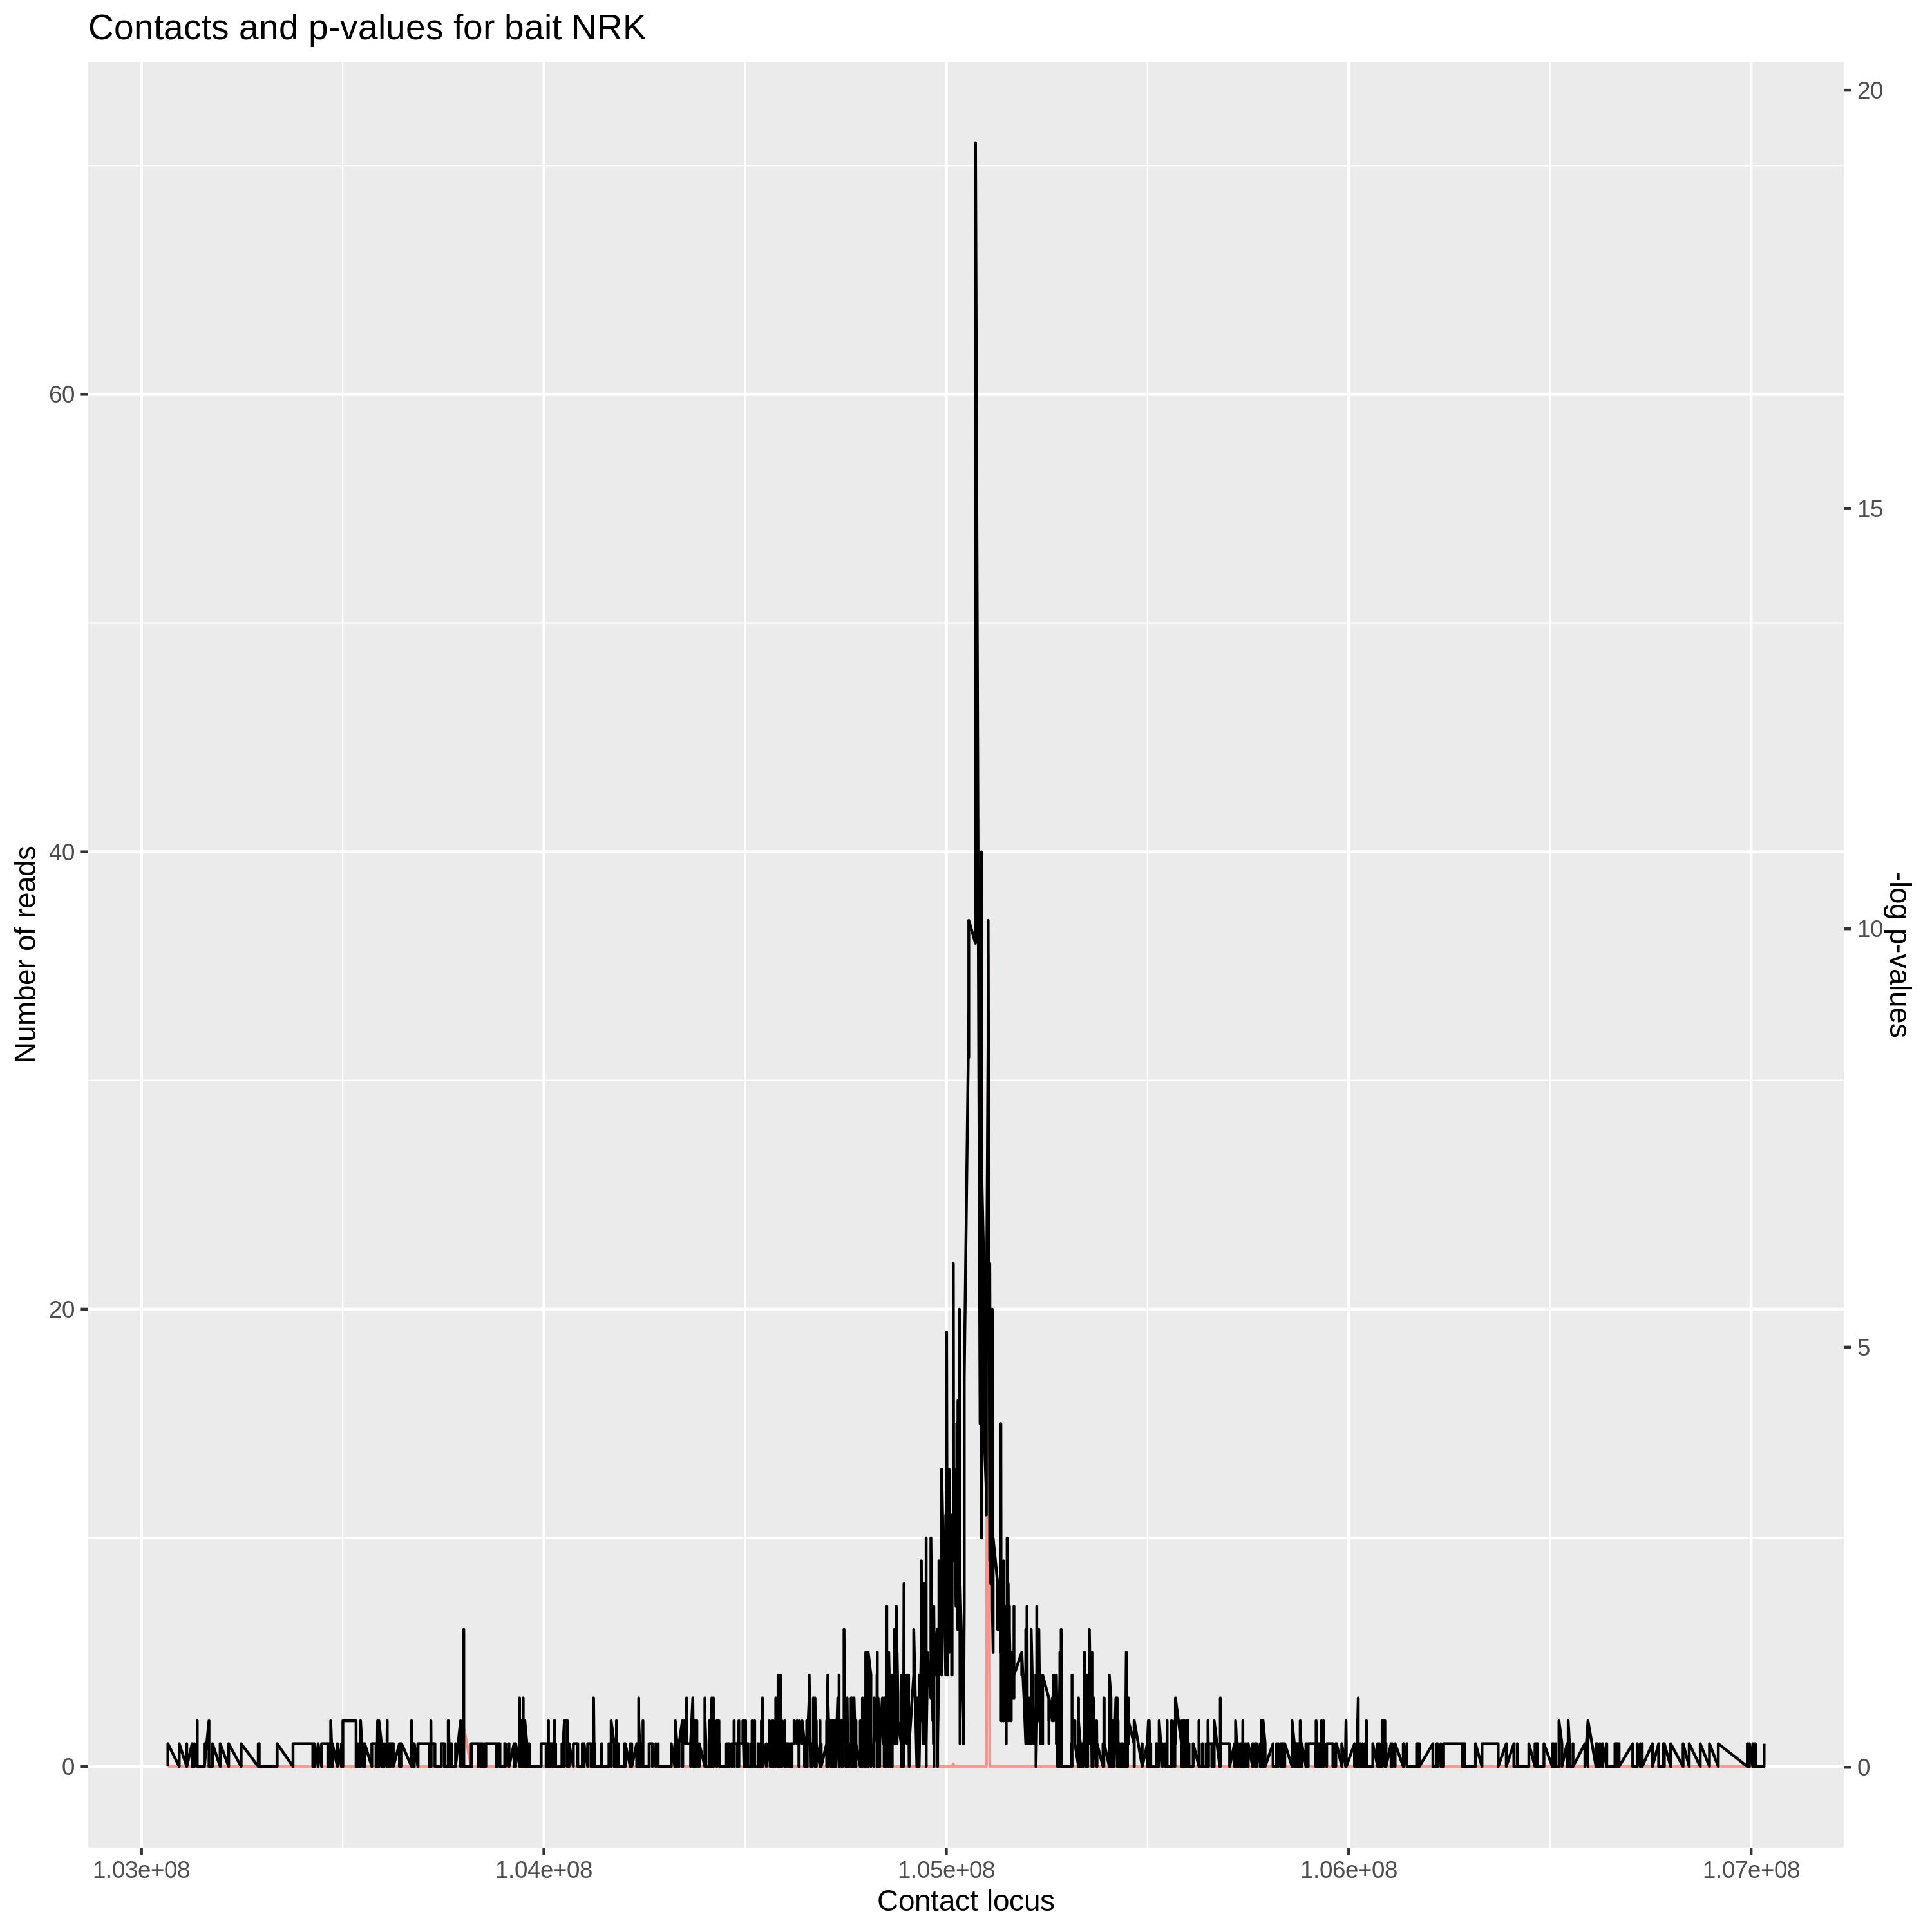 Contacts and p-values for bait NRK
20
60
15
40
10
20
5
0
0
Number of reads
-log p-values
1.03e+08
1.04e+08
1.05e+08
1.06e+08
1.07e+08
Contact locus